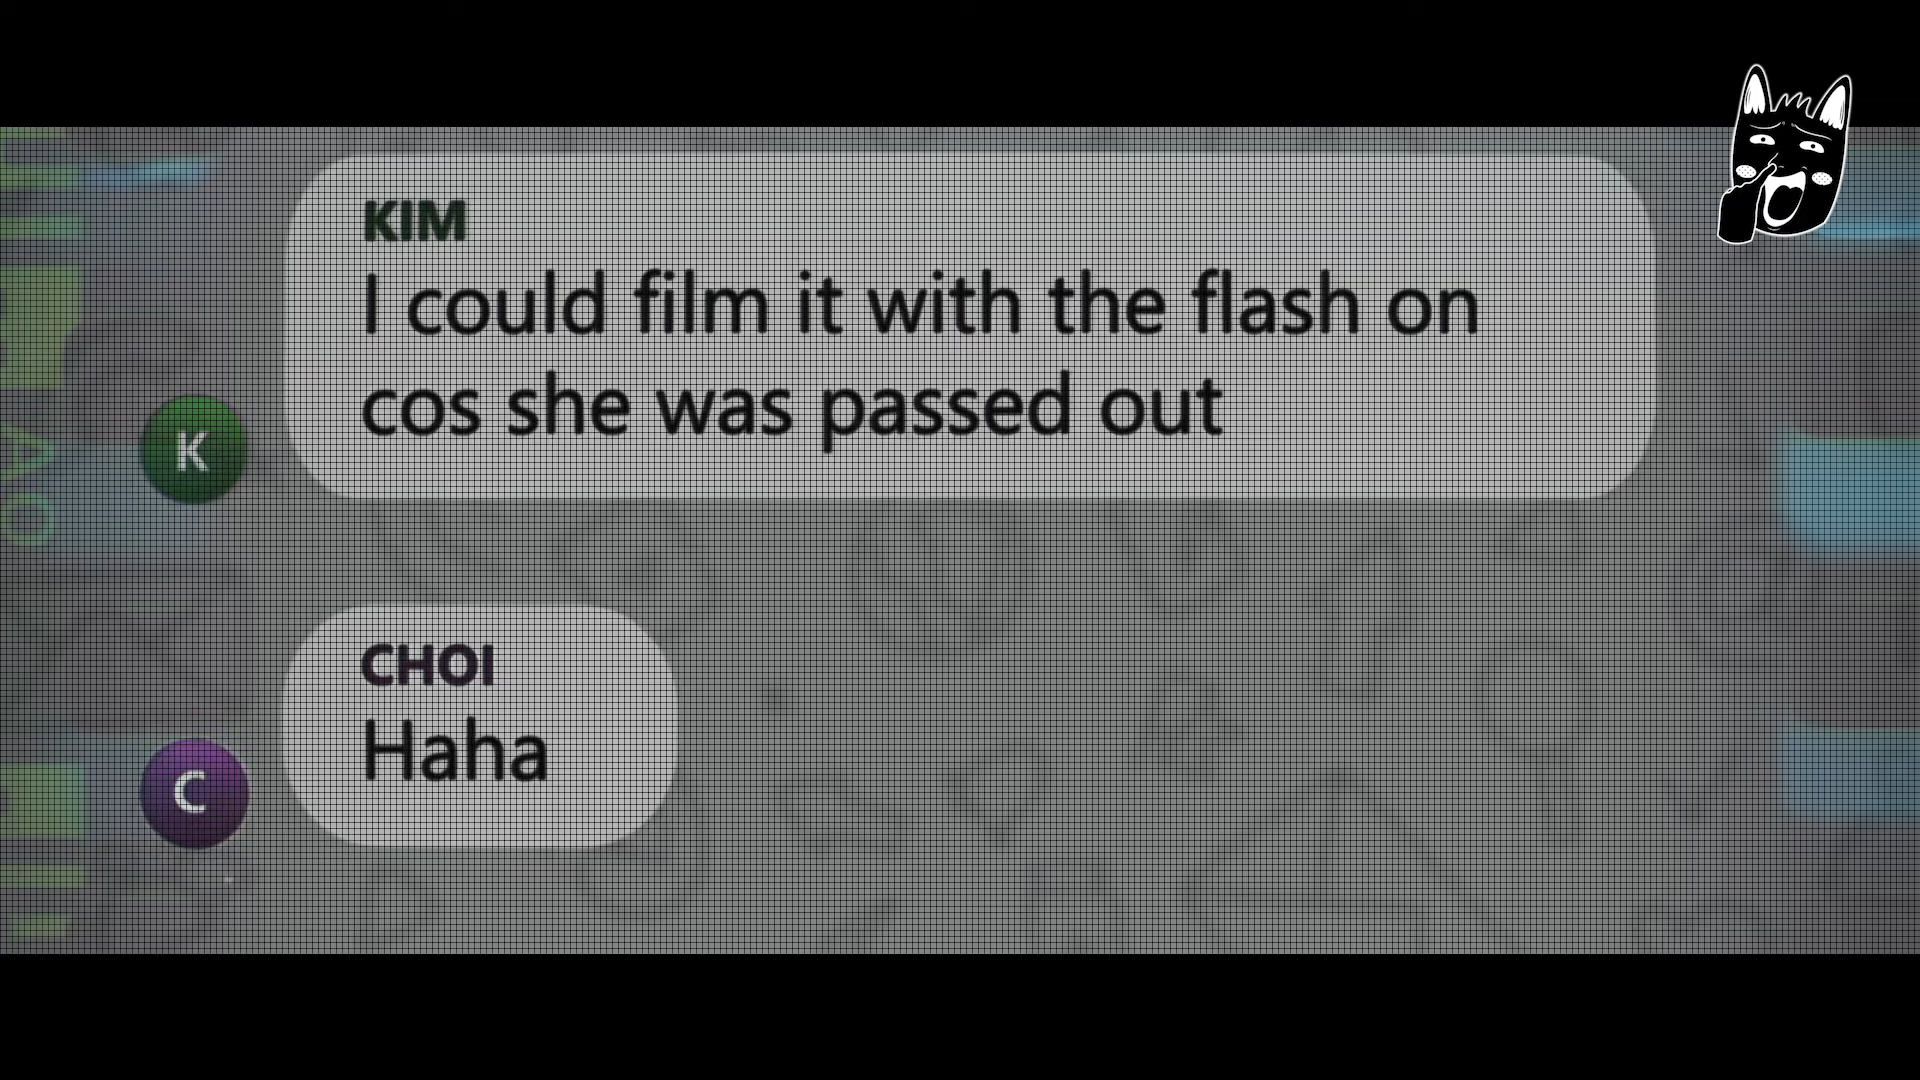 KIM
I could film it with the flash on
cos she was passed out
K
CHOI
Haha
C